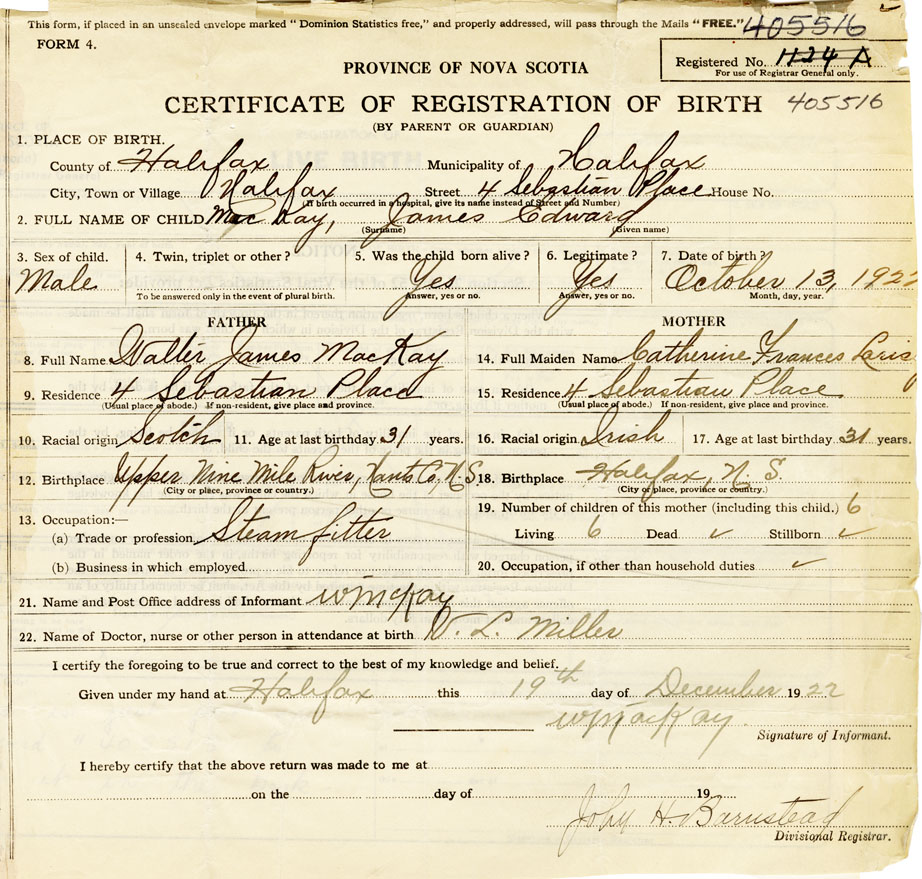 This form, if placed in an unsealed envelope marked "Dominion Statistics free," and properly addressed, will pass through the Mails "FREE." 405516
FORM 4.
Registered No. 1124 A
For use of Registrar General only.
PROVINCE OF NOVA SCOTIA
CERTIFICATE OF REGISTRATION OF BIRTH 405516
(BY PARENT OR GUARDIAN)
1. PLACE OF BIRTH.
County of Halifax Municipality of Halifax
City, Town or Village Halifax Street 4 Sebastian Place House No.
(If birth occurred in a hospital, give its name instead of Street and Number)
2. FULL NAME OF CHILD MacKay, James Edward
(Surname) (Given name)
3. Sex of child. 4. Twin, triplet or other? 5. Was the child born alive? 6. Legitimate? 7. Date of birth?
Male Yes Yes October 13, 1922
To be answered only in the event of plural birth. Answer, yes or no. Answer, yes or no. Month, day, year.
FATHER MOTHER
8. Full Name Walter James MacKay 14. Full Maiden Name Catherine Frances
9. Residence 4 Sebastian Place 15. Residence 4 Sebastian Place
(Usual place of abode.) If non-resident, give place and province. (Usual place of abode.) If non-resident, give place and province.
10. Racial origin Scotch 11. Age at last birthday 31 years. 16. Racial origin Irish 17. Age at last birthday 31 years.
12. Birthplace Upper Nine Mile River, Hants Co, N.S. 18. Birthplace Halifax, N. S.
(City or place, province or country.) (City or place, province or country.)
13. Occupation:— 19. Number of children of this mother (including this child.) 6
(a) Trade or profession Steam fitter Living 6 Dead ✓ Stillborn ✓
(b) Business in which employed 20. Occupation, if other than household duties ✓
21. Name and Post Office address of Informant W McKay
22. Name of Doctor, nurse or other person in attendance at birth W. L. Miller
I certify the foregoing to be true and correct to the best of my knowledge and belief.
Given under my hand at Halifax this 19th day of December 1922
W MacKay.
Signature of Informant.
I hereby certify that the above return was made to me at
on the day of 19
John H. Barnstead
Divisional Registrar.